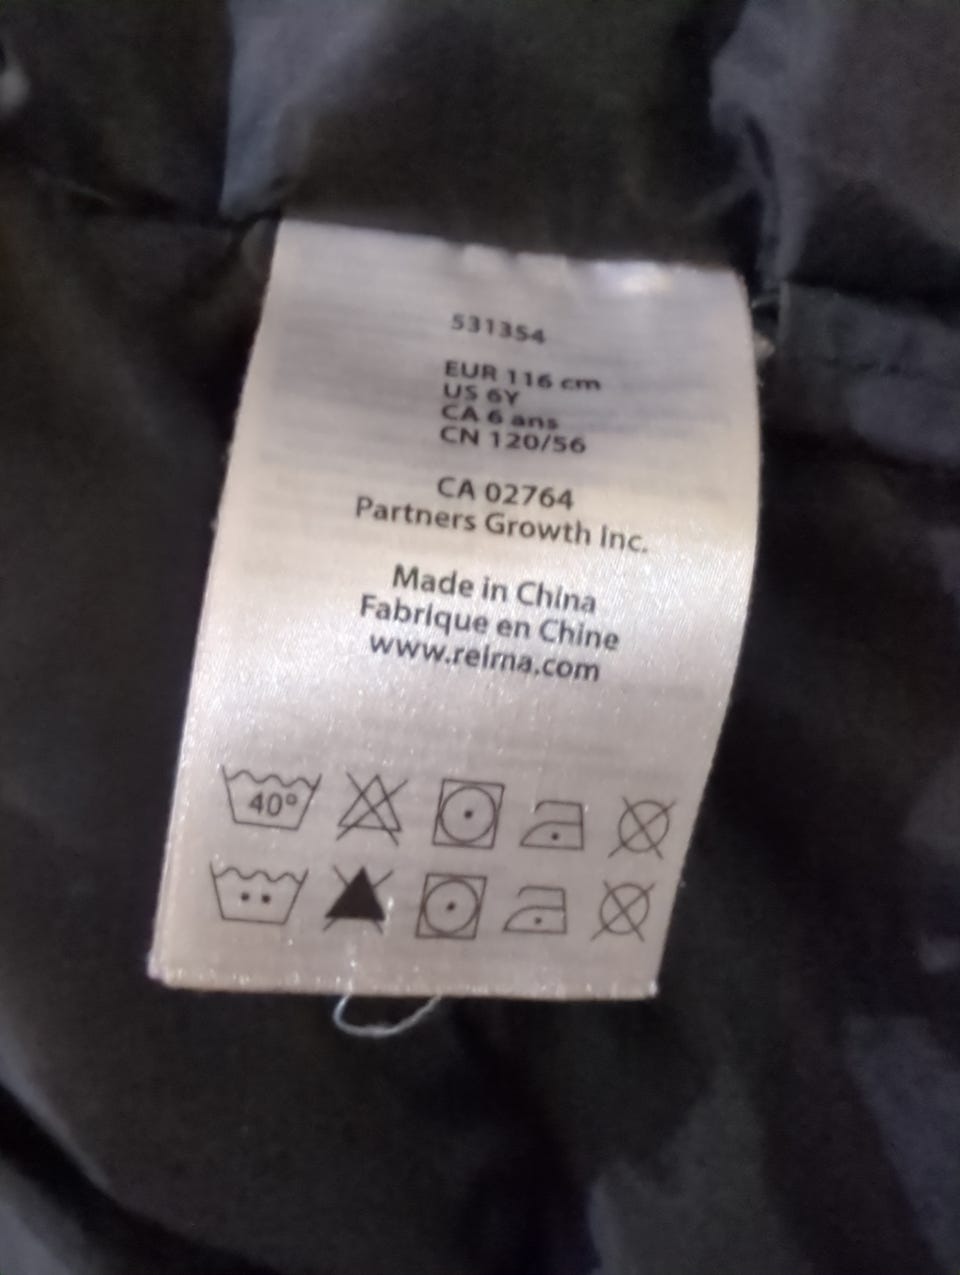 531354
EUR 116 cm
US 6Y
CA 6 ans
CN 120/56
CA 02764
Partners Growth Inc.
Made in China
Fabrique en Chine
www.reima.com
40°